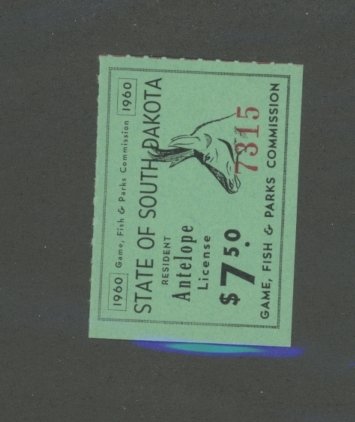 1960 Game, Fish & Parks Commission 1960
STATE OF SOUTH DAKOTA
RESIDENT
Antelope
License
$7.50
7315
GAME, FISH & PARKS COMMISSION